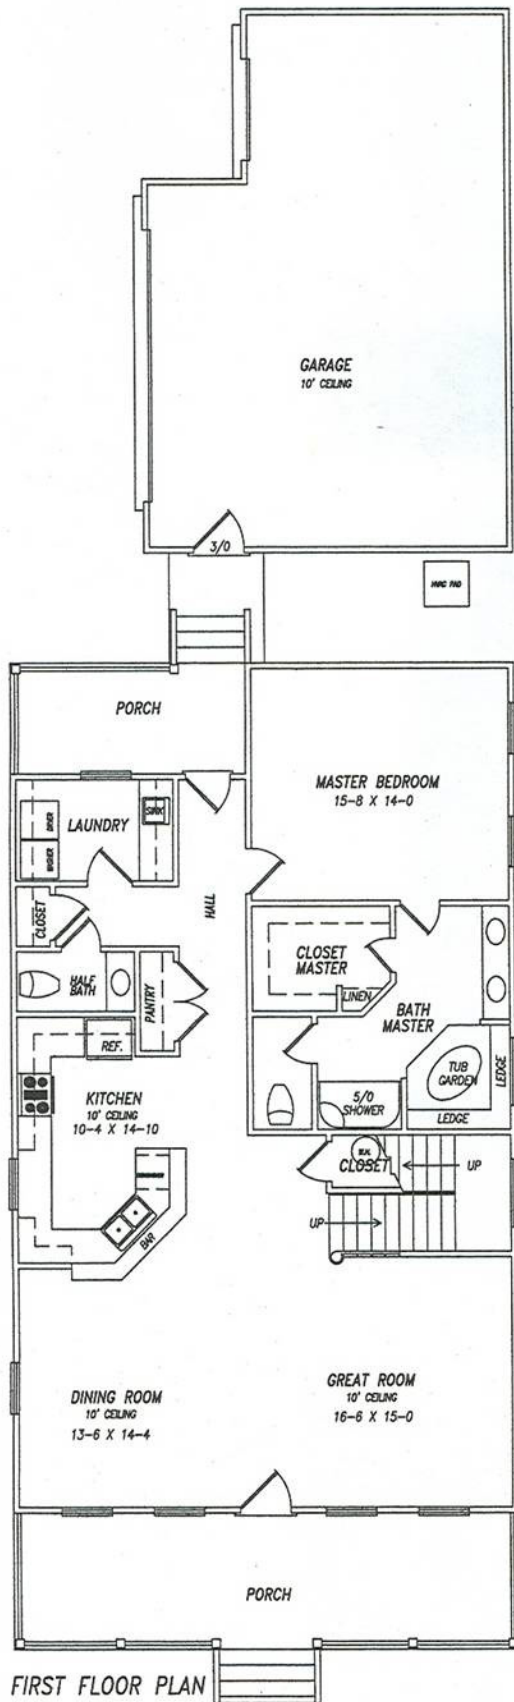 GARAGE
10' CEILING
3/0
HVAC PAD
PORCH
MASTER BEDROOM
15-8 X 14-0
LAUNDRY
SINK
DRYER
WASHER
HALL
CLOSET
HALF
BATH
PANTRY
CLOSET
MASTER
LINEN
BATH
MASTER
REF.
TUB
GARDEN
LEDGE
LEDGE
5/0
SHOWER
KITCHEN
10' CEILING
10-4 X 14-10
W.H.
CLOSET
UP
UP
BAR
DINING ROOM
10' CEILING
13-6 X 14-4
GREAT ROOM
10' CEILING
16-6 X 15-0
PORCH
FIRST FLOOR PLAN